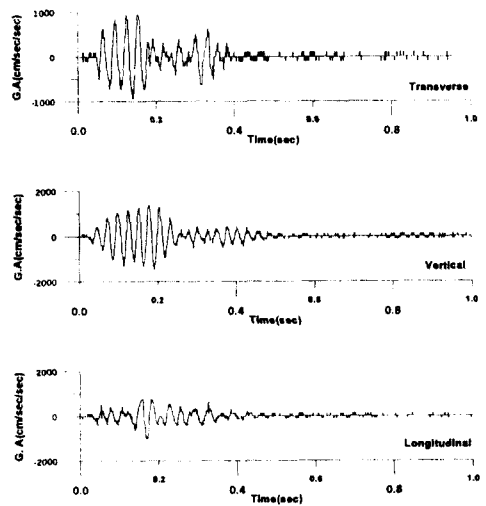 1000
G.A(cm/sec/sec)
0
-1000
Transverse
0.0 0.2 0.4 0.6 0.8 1.0
Time(sec)
2000
G.A(cm/sec/sec)
0
-2000
Vertical
0.0 0.2 0.4 0.6 0.8 1.0
Time(sec)
2000
G. A(cm/sec/sec)
0
-2000
Longitudinal
0.0 0.2 0.4 0.6 0.8 1.0
Time(sec)